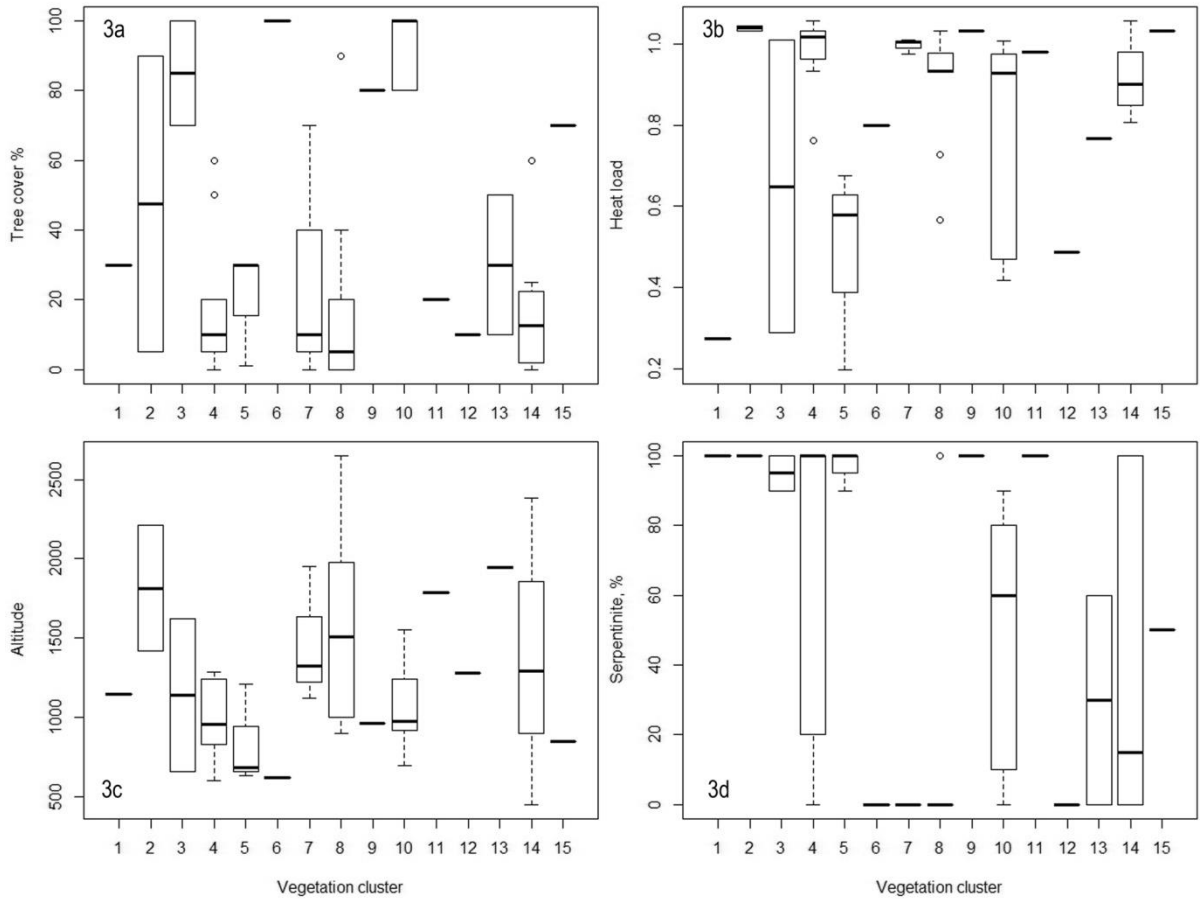 3a
Tree cover %
100
80
60
40
20
0
1 2 3 4 5 6 7 8 9 10 11 12 13 14 15
3b
Heat load
1.0
0.8
0.6
0.4
0.2
1 2 3 4 5 6 7 8 9 10 11 12 13 14 15
3c
Altitude
2500
2000
1500
1000
500
1 2 3 4 5 6 7 8 9 10 11 12 13 14 15
Vegetation cluster
3d
Serpentinite, %
100
80
60
40
20
0
1 2 3 4 5 6 7 8 9 10 11 12 13 14 15
Vegetation cluster